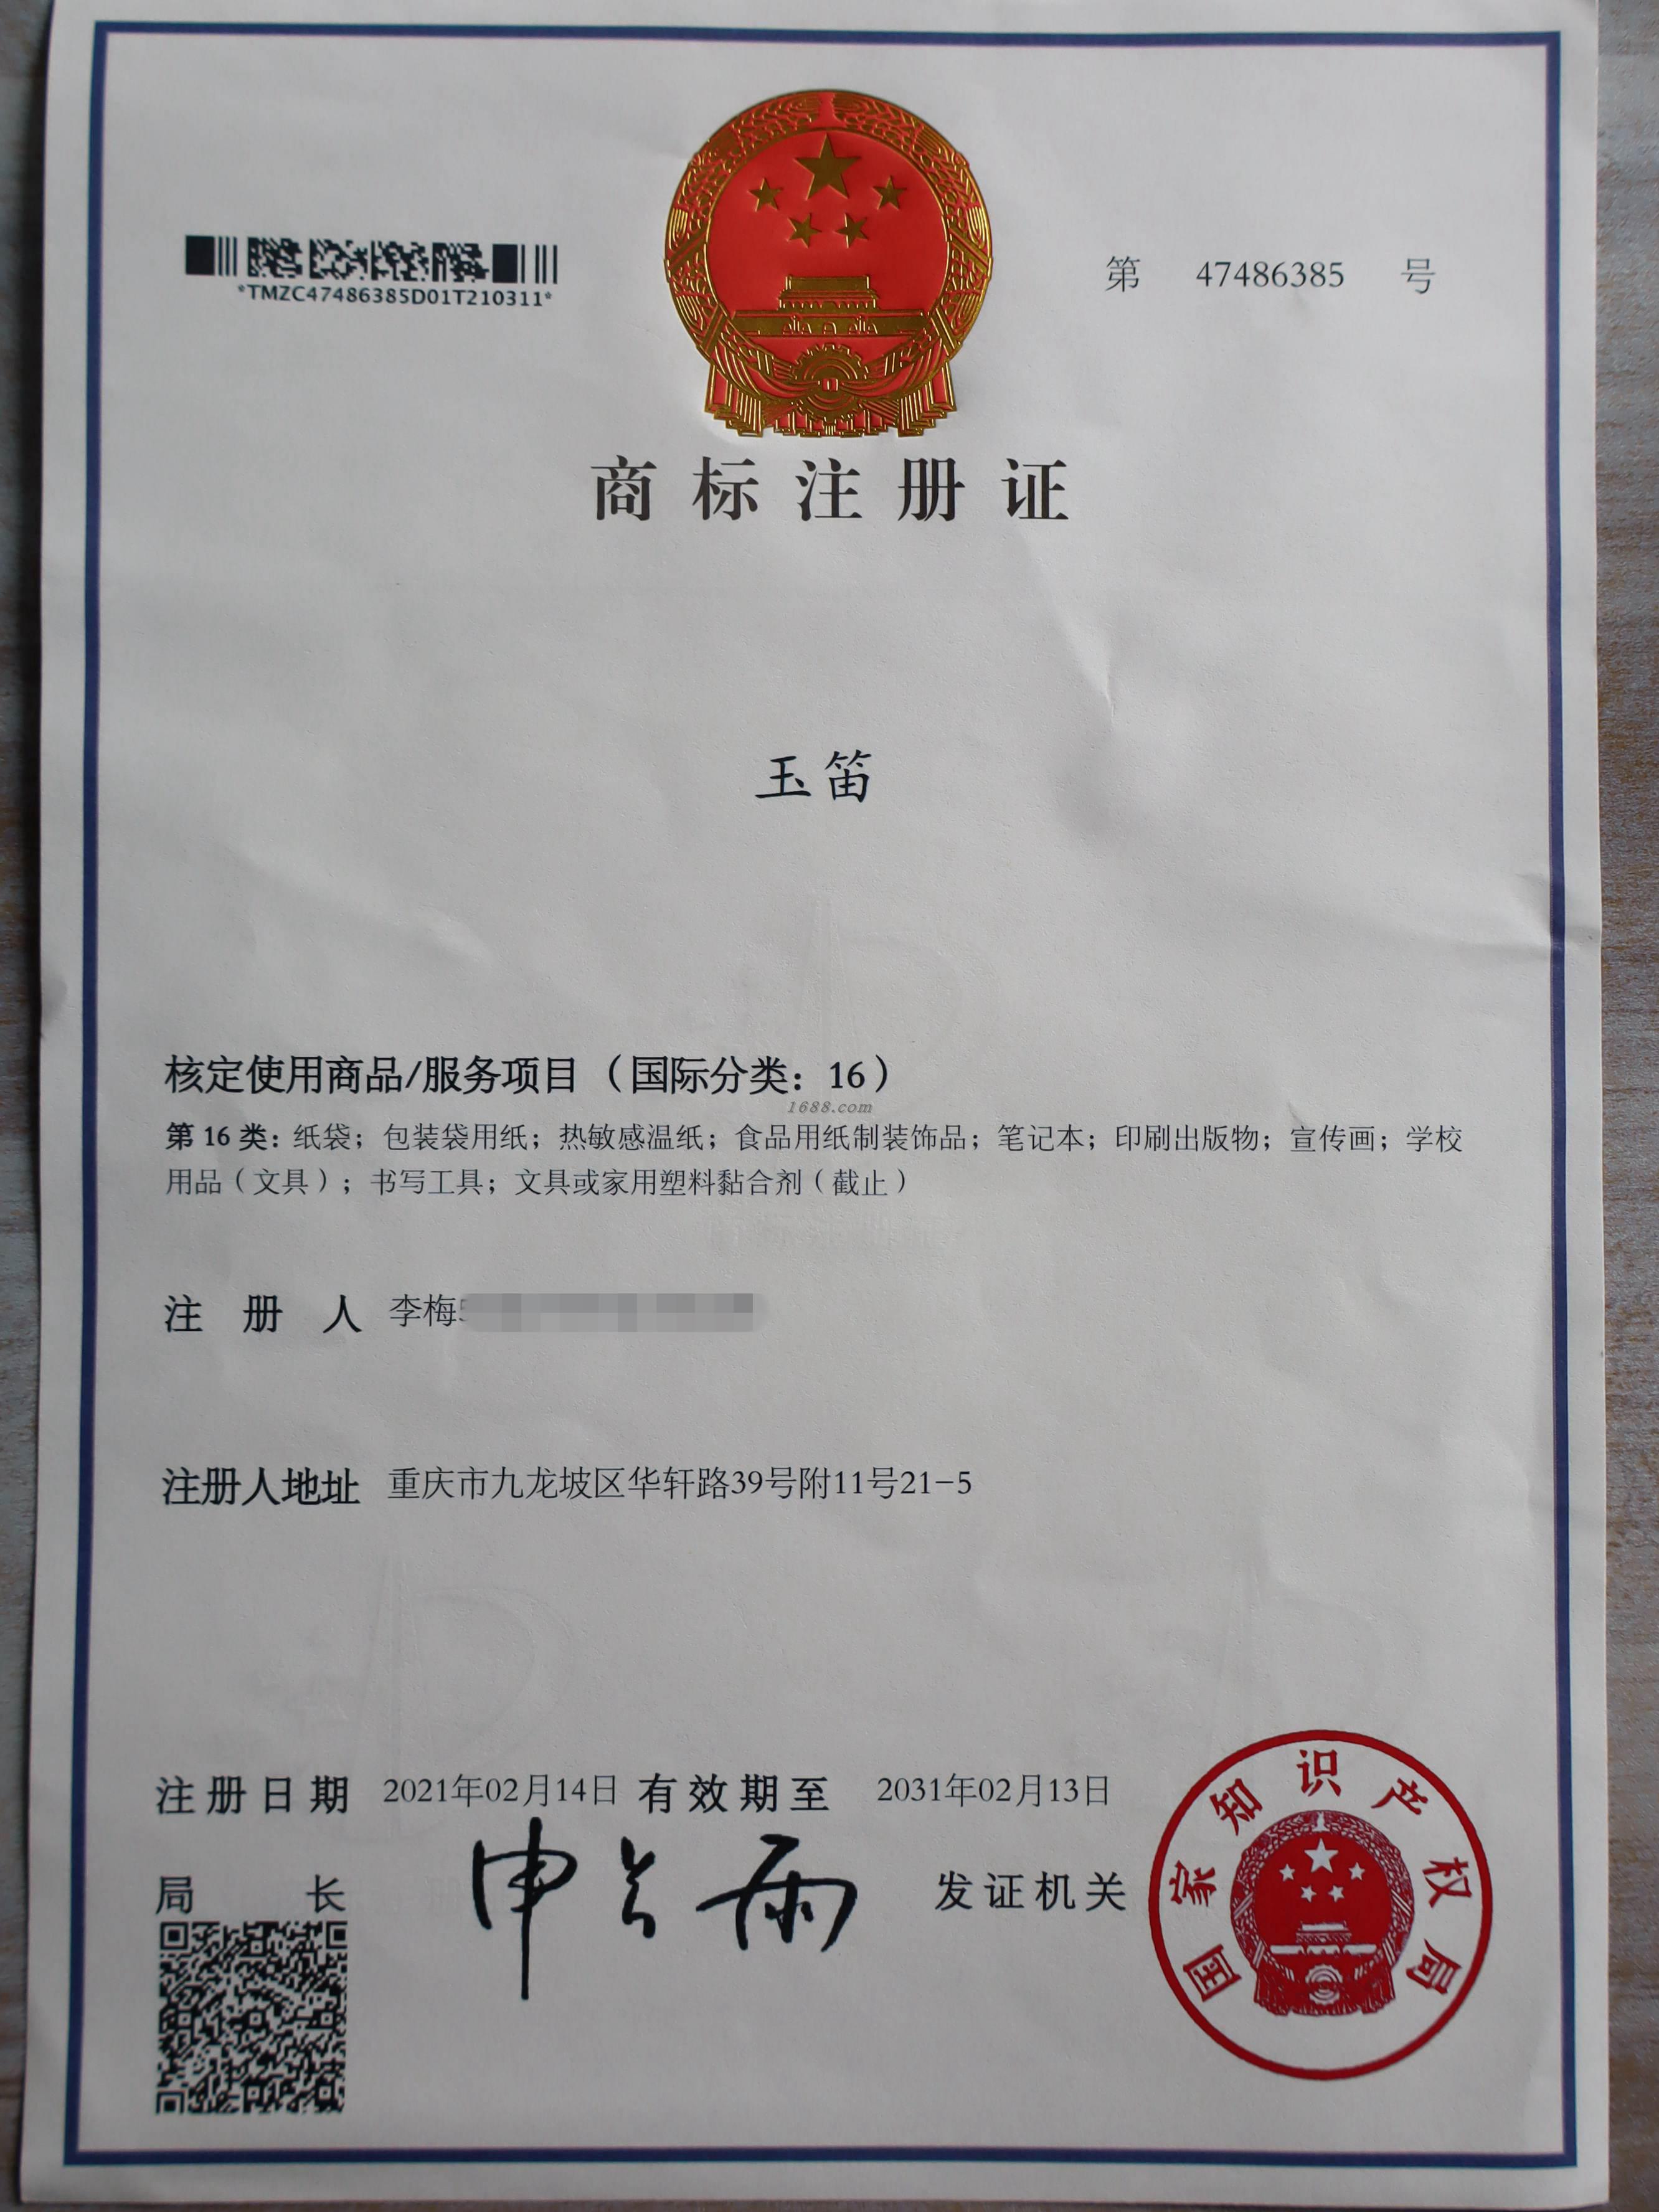 *TMZC47486385D01T210311*
第 47486385 号
商标注册证
玉笛
核定使用商品/服务项目（国际分类：16）
1688.com
第 16 类：纸袋；包装袋用纸；热敏感温纸；食品用纸制装饰品；笔记本；印刷出版物；宣传画；学校
用品（文具）；书写工具；文具或家用塑料黏合剂（截止）
注册人 李梅
注册人地址 重庆市九龙坡区华轩路39号附11号21-5
注册日期 2021年02月14日 有效期至 2031年02月13日
局长 申长雨 发证机关
国家知识产权局